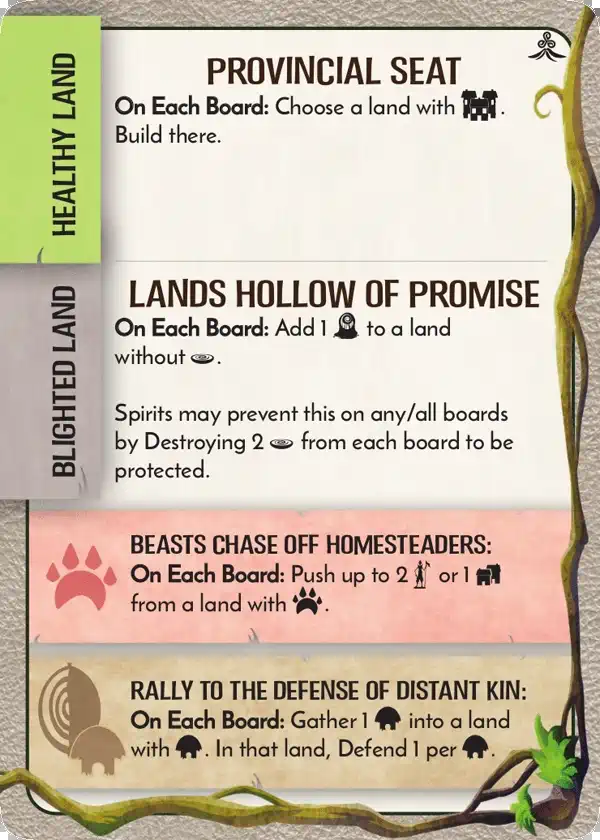 HEALTHY LAND
PROVINCIAL SEAT
On Each Board: Choose a land with .
Build there.
BLIGHTED LAND
LANDS HOLLOW OF PROMISE
On Each Board: Add 1 to a land
without .
Spirits may prevent this on any/all boards
by Destroying 2 from each board to be
protected.
BEASTS CHASE OFF HOMESTEADERS:
On Each Board: Push up to 2 or 1
from a land with .
RALLY TO THE DEFENSE OF DISTANT KIN:
On Each Board: Gather 1 into a land
with . In that land, Defend 1 per .